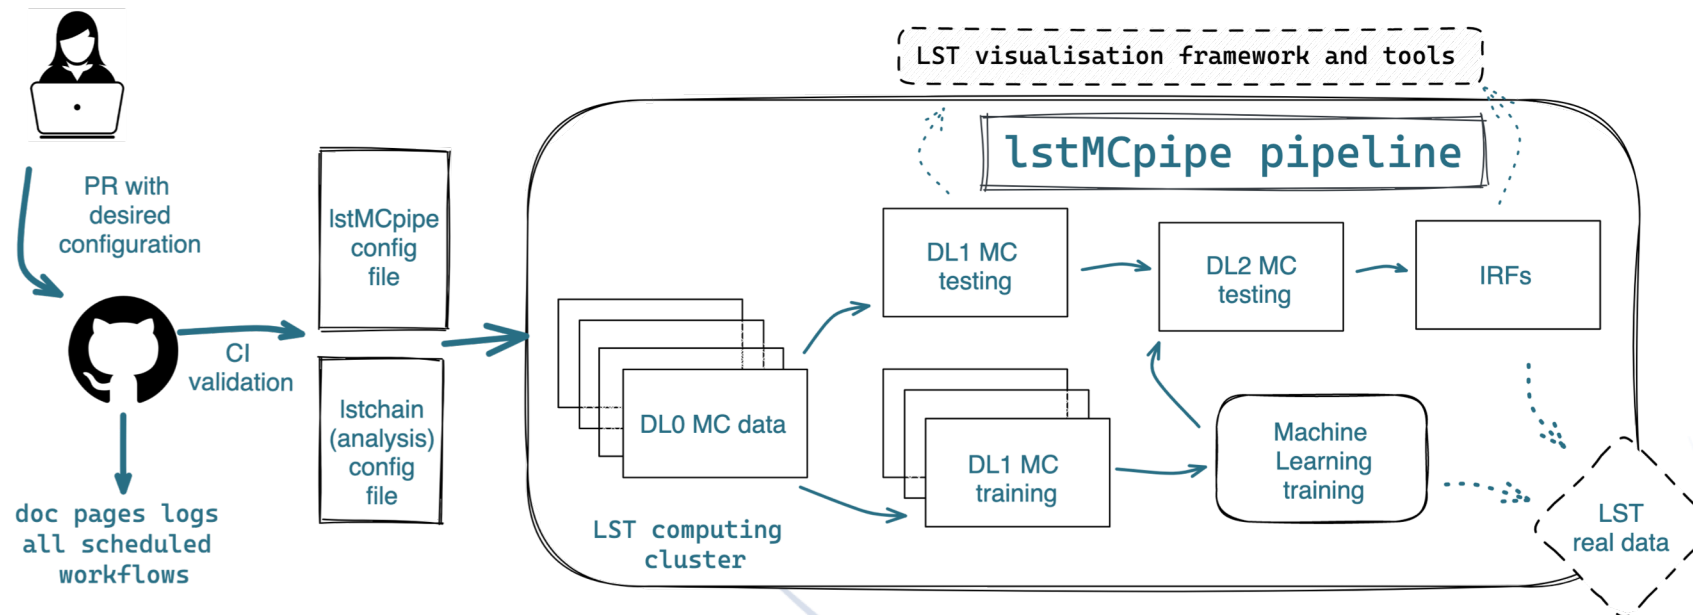 LST visualisation framework and tools
lstMCpipe pipeline
PR with
desired
configuration
lstMCpipe
config
file
CI
validation
lstchain
(analysis)
config
file
doc pages logs
all scheduled
workflows
DL0 MC data
LST computing
cluster
DL1 MC
testing
DL1 MC
training
DL2 MC
testing
Machine
Learning
training
IRFs
LST
real data